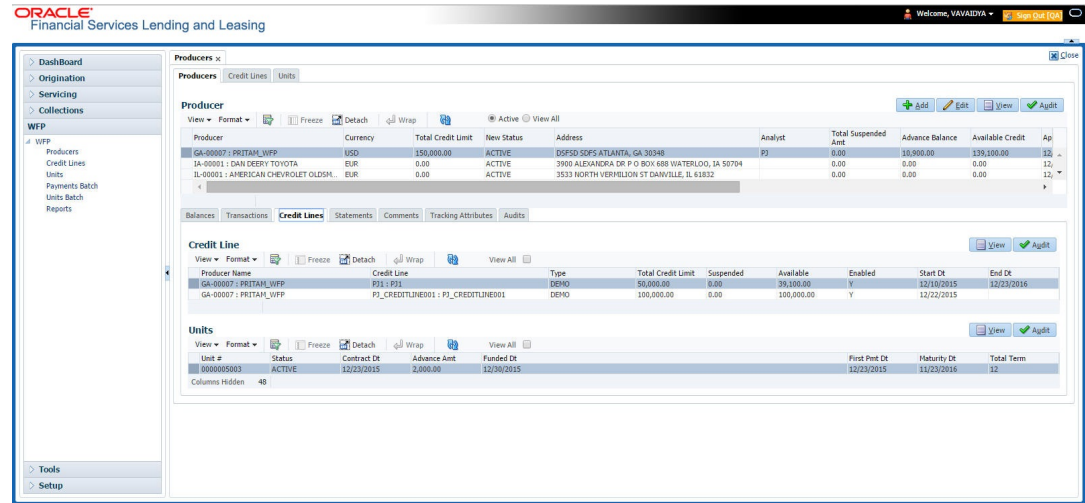 ORACLE®
Financial Services Lending and Leasing
Welcome, VAVAIDYA
Sign Out [QA]
Close
DashBoard
Origination
Servicing
Collections
WFP
WFP
Producers
Credit Lines
Units
Payments Batch
Units Batch
Reports
Tools
Setup
Producers x
Producers Credit Lines Units
Producer
Add Edit View Audit
View Format Freeze Detach Wrap Active View All
Producer Currency Total Credit Limit New Status Address Analyst Total Suspended Amt Advance Balance Available Credit Ap
GA-00007 : PRITAM_WFP USD 150,000.00 ACTIVE DSFSD SDFS ATLANTA, GA 30348 PJ 0.00 10,900.00 139,100.00 12/
IA-00001 : DAN DEERY TOYOTA EUR 0.00 ACTIVE 3900 ALEXANDRA DR P O BOX 688 WATERLOO, IA 50704 0.00 0.00 0.00 12/
IL-00001 : AMERICAN CHEVROLET OLDSM... EUR 0.00 ACTIVE 3533 NORTH VERMILION ST DANVILLE, IL 61832 0.00 0.00 0.00 12/
Balances Transactions Credit Lines Statements Comments Tracking Attributes Audits
Credit Line
View Audit
View Format Freeze Detach Wrap View All
Producer Name Credit Line Type Total Credit Limit Suspended Available Enabled Start Dt End Dt
GA-00007 : PRITAM_WFP PJ1 : PJ1 DEMO 50,000.00 0.00 39,100.00 Y 12/10/2015 12/23/2016
GA-00007 : PRITAM_WFP PJ_CREDITLINE001 : PJ_CREDITLINE001 DEMO 100,000.00 0.00 100,000.00 Y 12/22/2015
Units
View Audit
View Format Freeze Detach Wrap View All
Unit # Status Contract Dt Advance Amt Funded Dt First Pmt Dt Maturity Dt Total Term
0000005003 ACTIVE 12/23/2015 2,000.00 12/30/2015 12/23/2015 11/23/2016 12
Columns Hidden 48